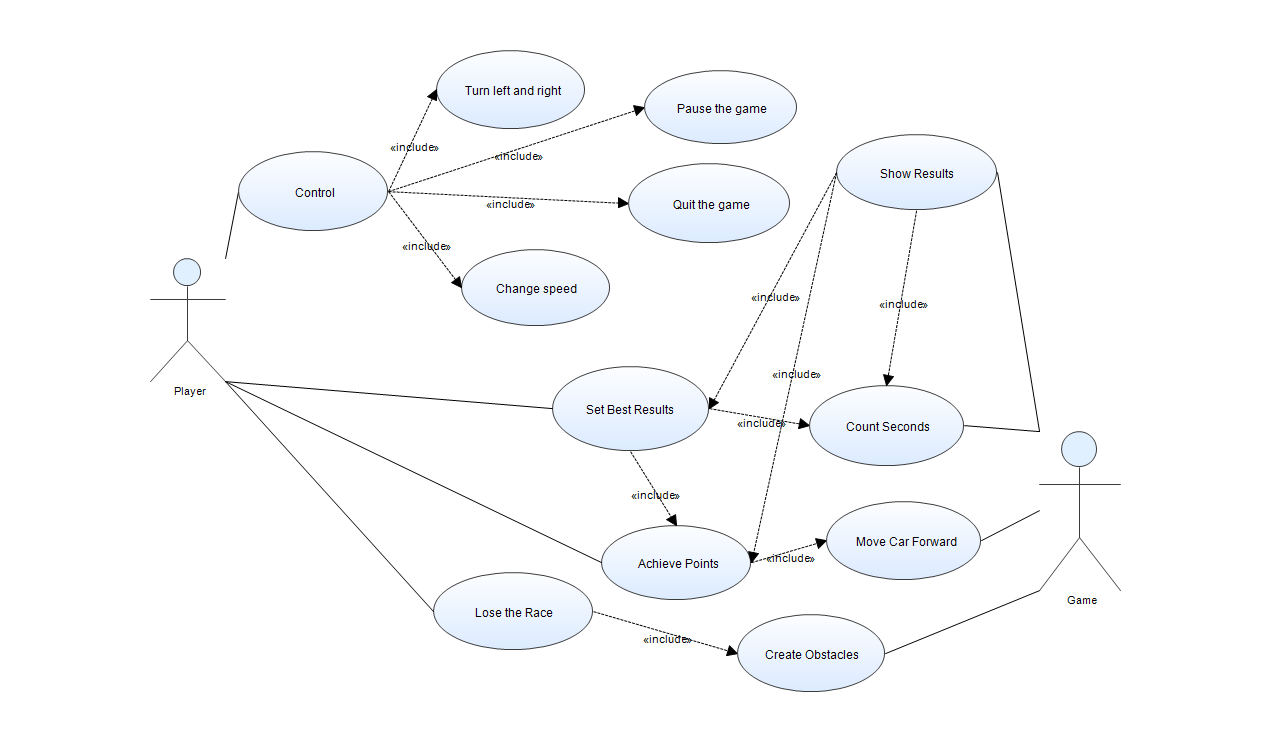 Turn left and right
Pause the game
«include»
«include»
Show Results
Control
Quit the game
«include»
«include»
Change speed
«include»
«include»
«include»
Player
Set Best Results
«include»
Count Seconds
«include»
Move Car Forward
«include»
Achieve Points
Game
Lose the Race
«include»
Create Obstacles